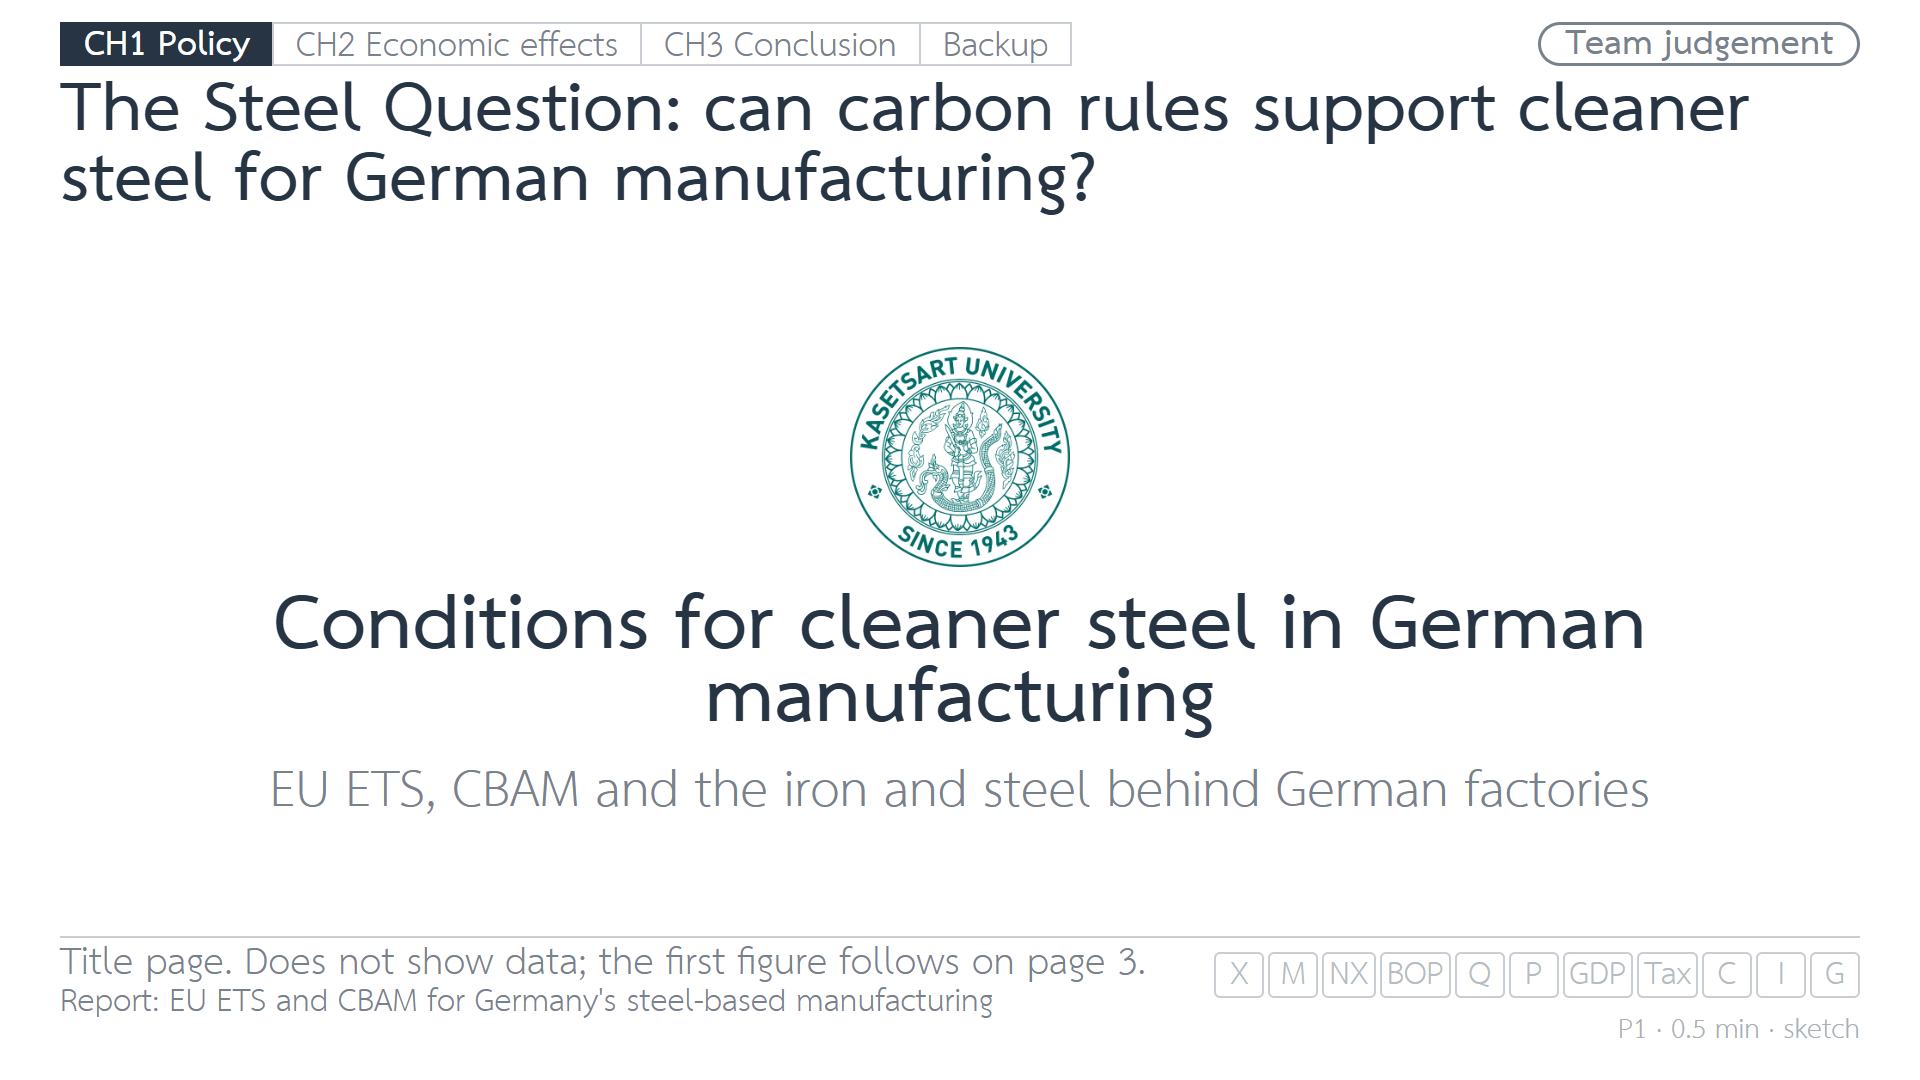 CH1 Policy CH2 Economic effects CH3 Conclusion Backup Team judgement
The Steel Question: can carbon rules support cleaner
steel for German manufacturing?
KASETSART UNIVERSITY
SINCE 1943
Conditions for cleaner steel in German
manufacturing
EU ETS, CBAM and the iron and steel behind German factories
Title page. Does not show data; the first figure follows on page 3.
Report: EU ETS and CBAM for Germany's steel-based manufacturing
X M NX BOP Q P GDP Tax C I G
P1 · 0.5 min · sketch